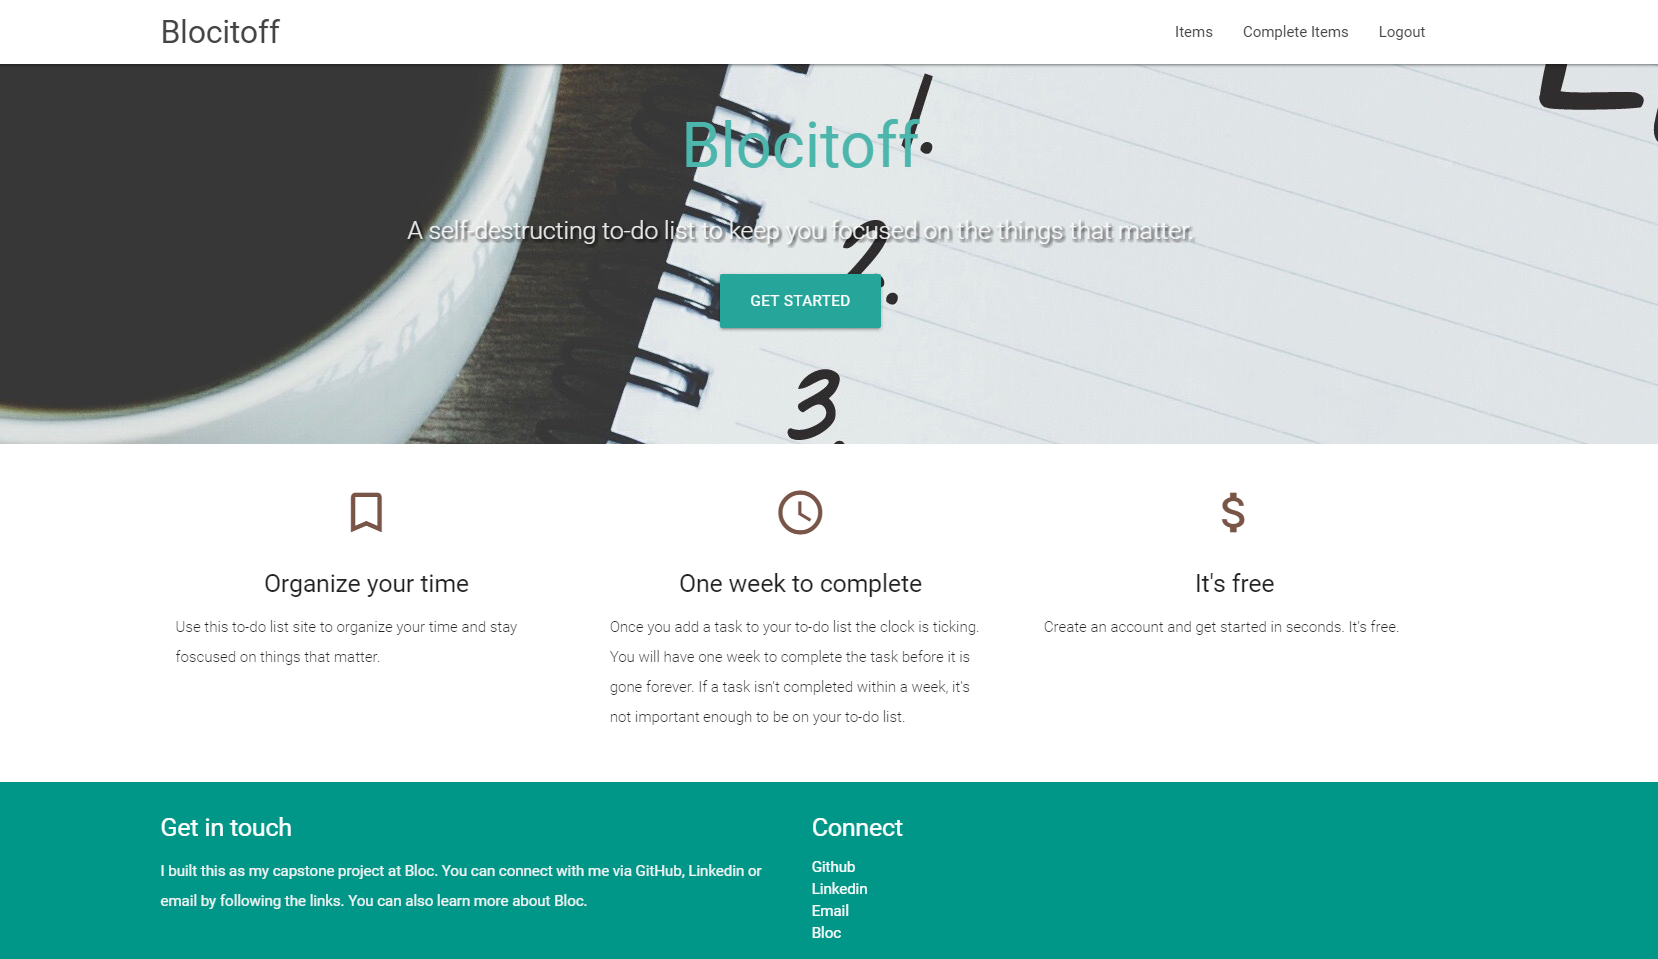 Blocitoff
Items
Complete Items
Logout
1.
Blocitoff
A self-destructing to-do list to keep you focused on the things that matter.
2.
GET STARTED
3.
Organize your time
Use this to-do list site to organize your time and stay
foscused on things that matter.
One week to complete
Once you add a task to your to-do list the clock is ticking.
You will have one week to complete the task before it is
gone forever. If a task isn't completed within a week, it's
not important enough to be on your to-do list.
$
It's free
Create an account and get started in seconds. It's free.
Get in touch
I built this as my capstone project at Bloc. You can connect with me via GitHub, Linkedin or
email by following the links. You can also learn more about Bloc.
Connect
Github
Linkedin
Email
Bloc